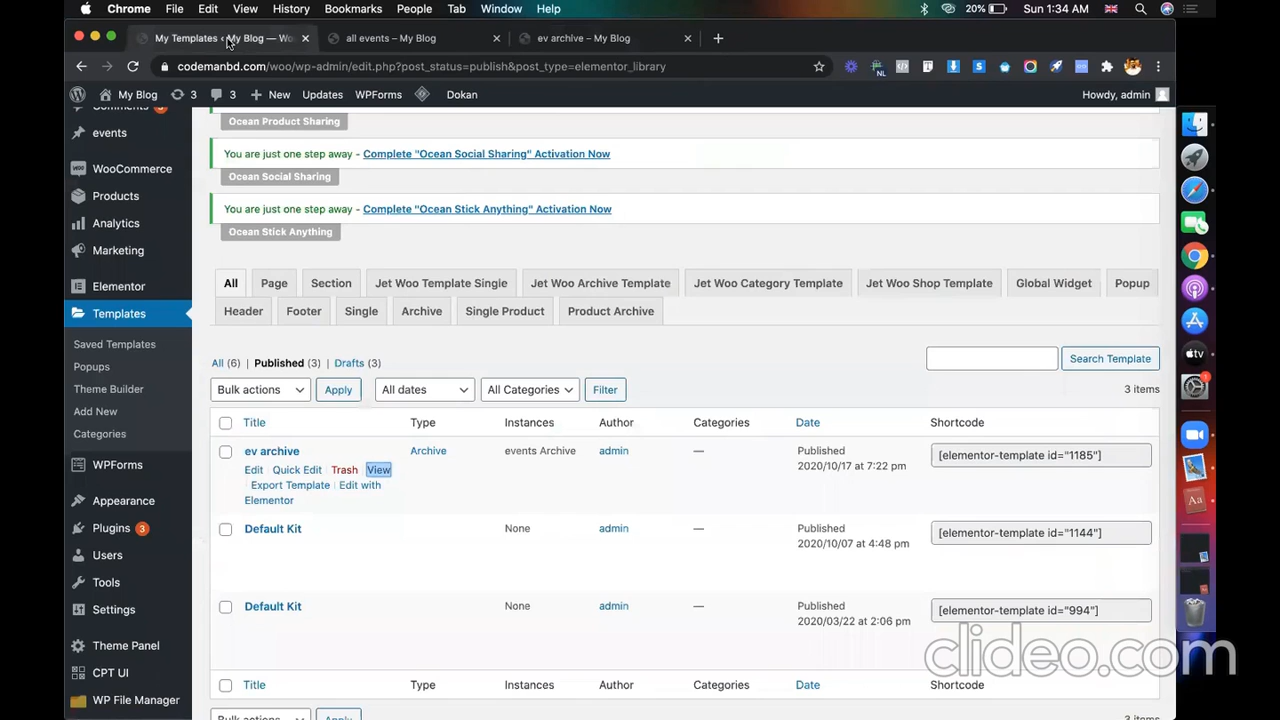 Chrome File Edit View History Bookmarks People Tab Window Help 20% Sun 1:34 AM
My Templates ‹ My Blog — Wo all events – My Blog ev archive – My Blog
codemanbd.com/woo/wp-admin/edit.php?post_status=publish&post_type=elementor_library NL
My Blog 3 3 New Updates WPForms Dokan Howdy, admin
Comments
events
WooCommerce
Products
Analytics
Marketing
Elementor
Templates
Saved Templates
Popups
Theme Builder
Add New
Categories
WPForms
Appearance
Plugins 3
Users
Tools
Settings
Theme Panel
CPT UI
WP File Manager
Ocean Product Sharing
You are just one step away - Complete "Ocean Social Sharing" Activation Now
Ocean Social Sharing
You are just one step away - Complete "Ocean Stick Anything" Activation Now
Ocean Stick Anything
All Page Section Jet Woo Template Single Jet Woo Archive Template Jet Woo Category Template Jet Woo Shop Template Global Widget Popup
Header Footer Single Archive Single Product Product Archive
All (6) | Published (3) | Drafts (3)
Search Template
Bulk actions Apply All dates All Categories Filter 3 items
Title Type Instances Author Categories Date Shortcode
ev archive Archive events Archive admin — Published 2020/10/17 at 7:22 pm [elementor-template id="1185"]
Edit Quick Edit Trash View
Export Template Edit with
Elementor
Default Kit None admin — Published 2020/10/07 at 4:48 pm [elementor-template id="1144"]
Default Kit None admin — Published 2020/03/22 at 2:06 pm [elementor-template id="994"]
Title Type Instances Author Categories Date Shortcode
Bulk actions Apply 3 items
tv
1
Aa
clideo.com